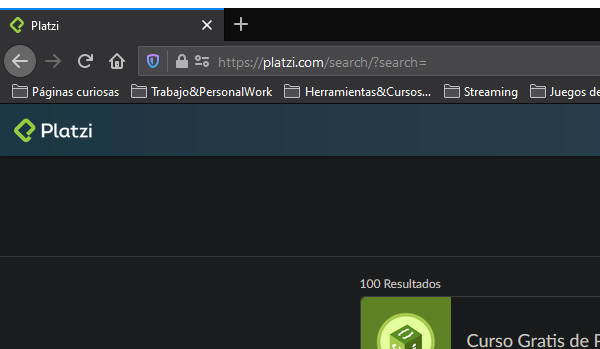 Platzi
https://platzi.com/search/?search=
Páginas curiosas Trabajo&PersonalWork Herramientas&Cursos... Streaming Juegos de
Platzi
100 Resultados
Curso Gratis de